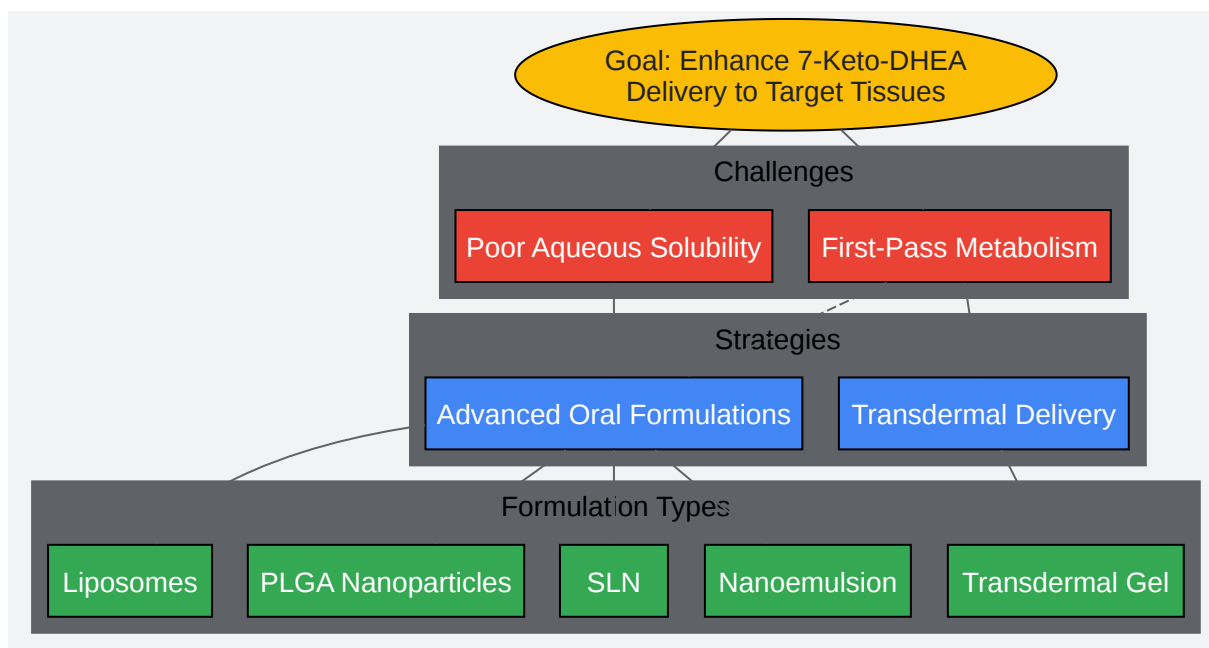 Goal: Enhance 7-Keto-DHEA
Delivery to Target Tissues
Challenges
Poor Aqueous Solubility
First-Pass Metabolism
Strategies
Advanced Oral Formulations
Transdermal Delivery
Formulation Types
Liposomes
PLGA Nanoparticles
SLN
Nanoemulsion
Transdermal Gel